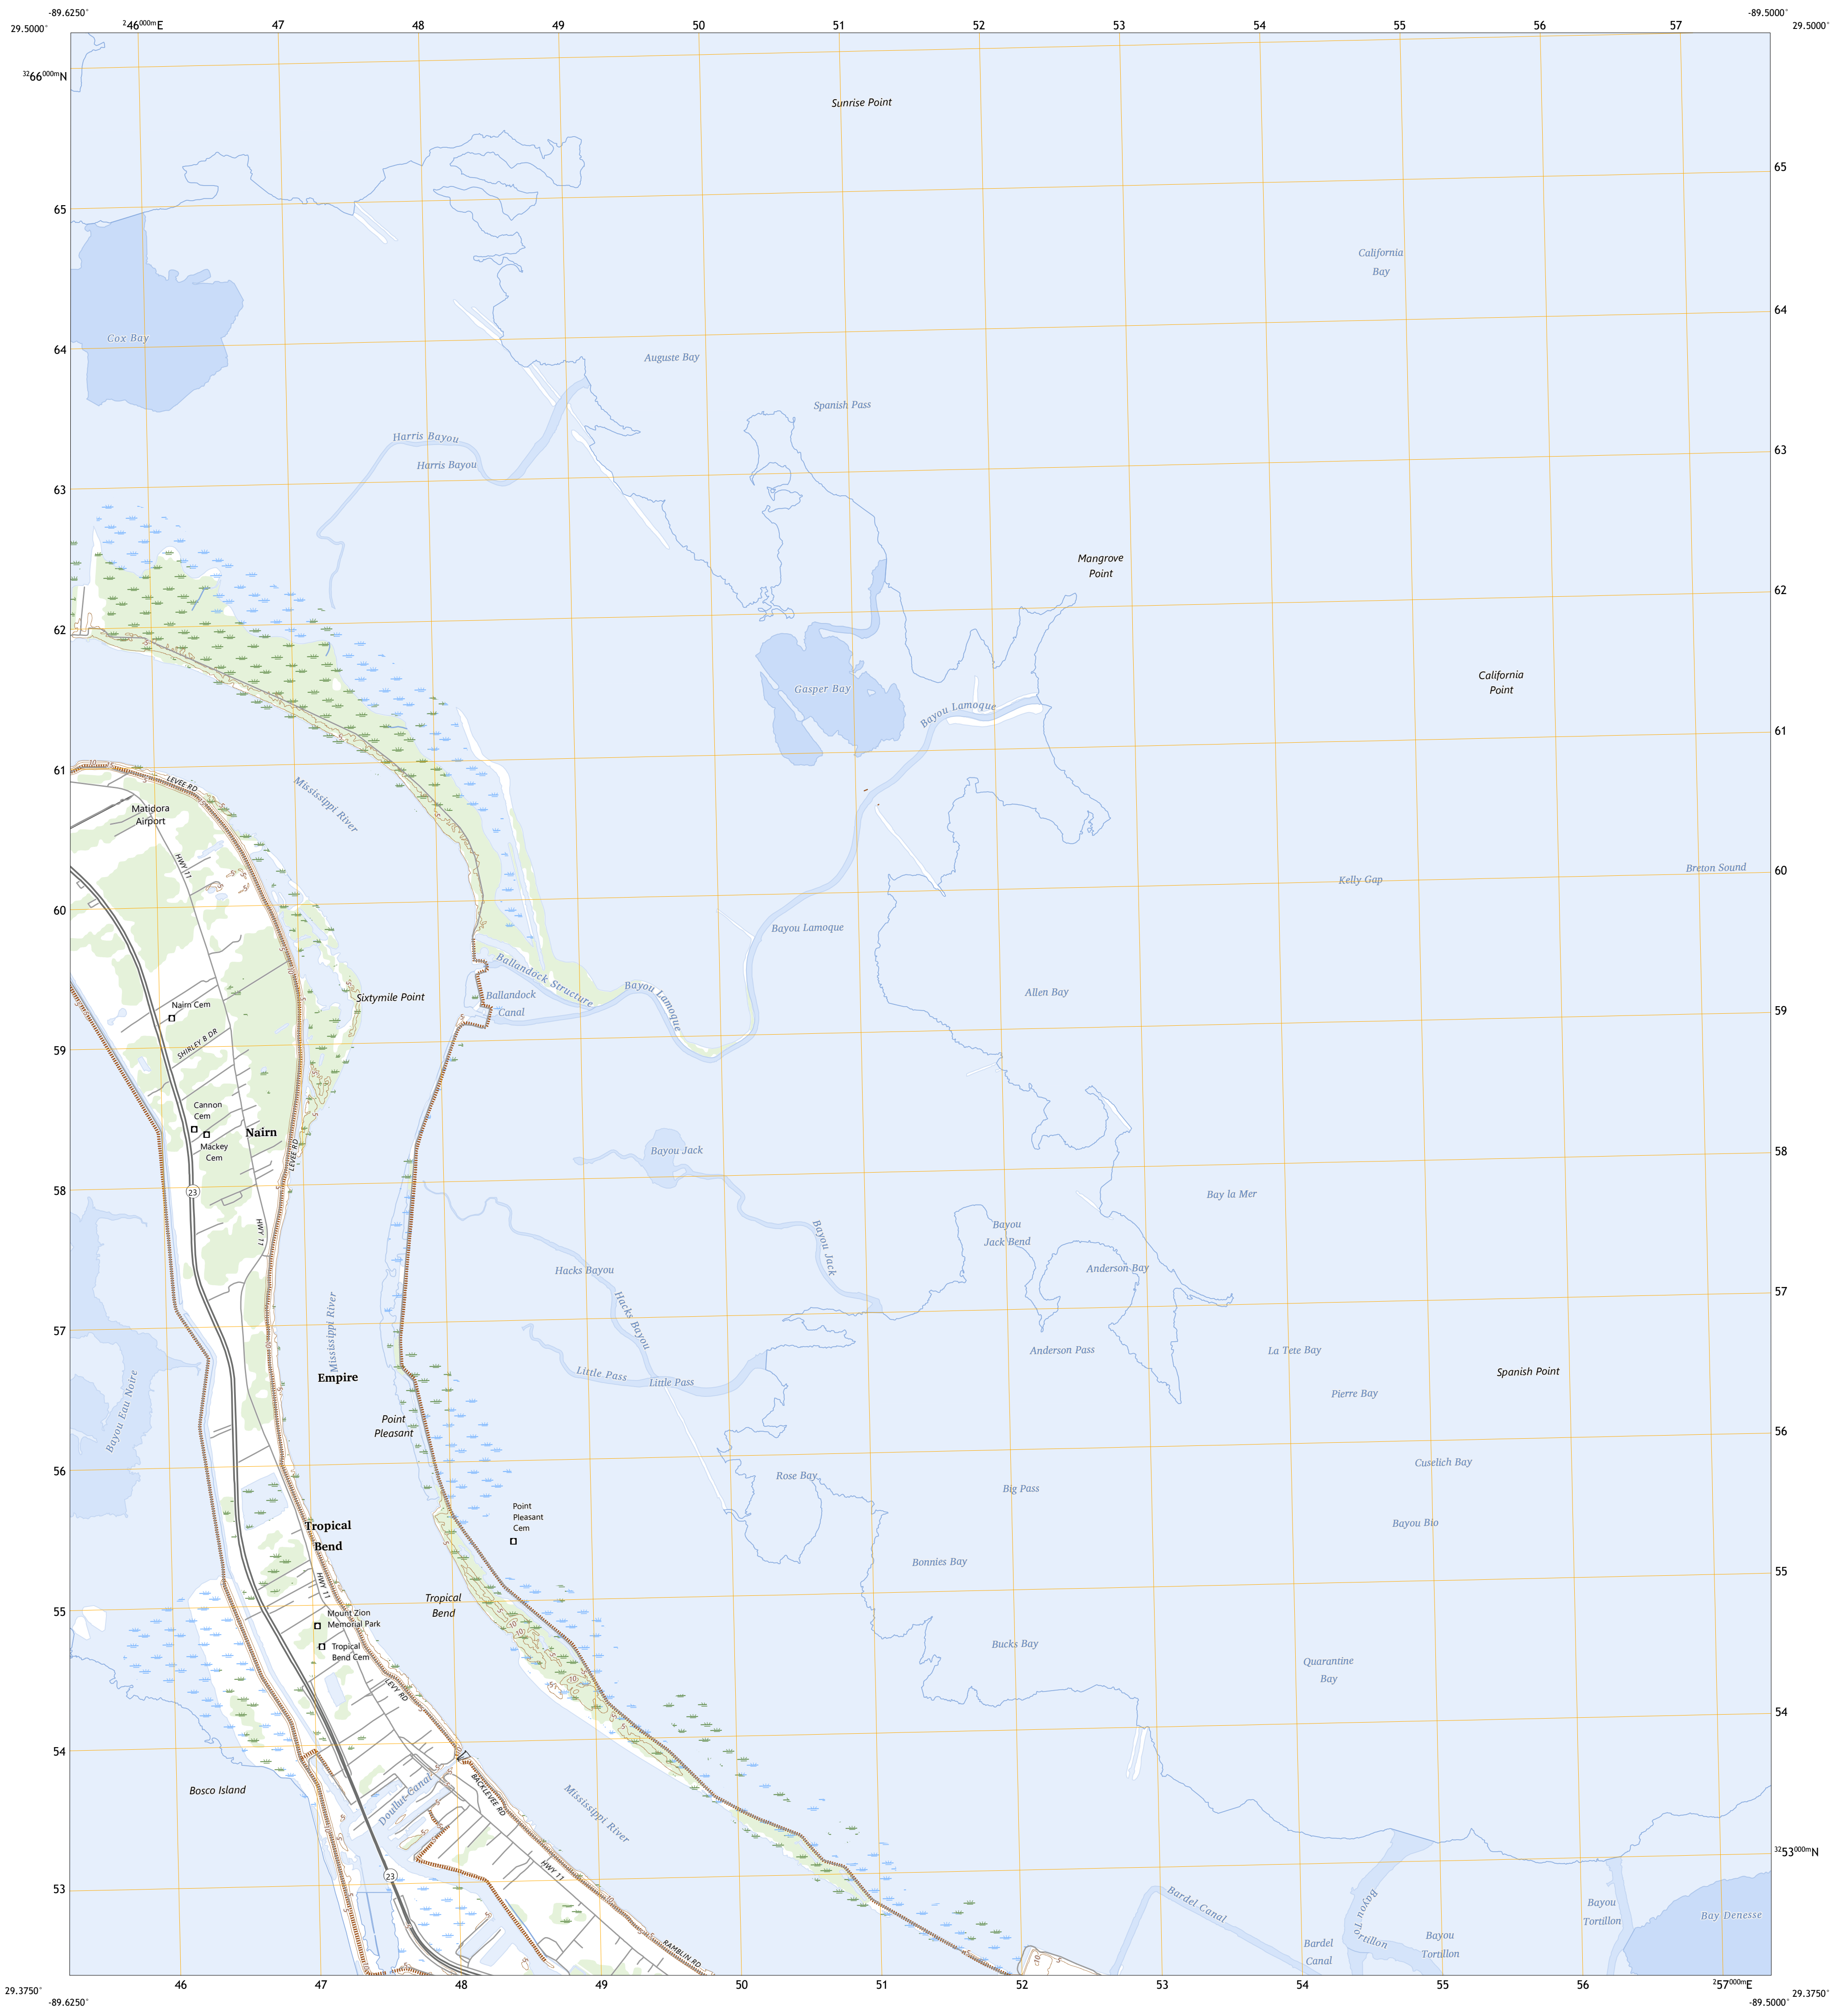 -89.6250°
-89.5000°
29.5000°
²46⁰⁰⁰ᵐE
47
48
49
50
51
52
53
54
55
56
57
29.5000°
³²66⁰⁰⁰ᵐN
Sunrise Point
65
65
California
Bay
64
Cox Bay
64
Auguste Bay
Spanish Pass
Harris Bayou
Harris Bayou
63
63
Mangrove
Point
62
62
California
Point
Gasper Bay
Bayou Lamoque
61
61
LEVEE RD
Mississippi River
Matidora
Airport
HWY 11
Breton Sound
60
Kelly Gap
60
Bayou Lamoque
Ballandock Structure
Bayou Lamoque
Sixtymile Point
Ballandock
Canal
Allen Bay
Nairn Cem
59
SHIRLEY B DR
59
Cannon
Cem
Nairn
Mackey
Cem
LEVEE RD
Bayou Jack
58
58
23
Bay la Mer
HWY 11
Bayou
Jack Bend
Bayou Jack
Hacks Bayou
Anderson Bay
57
Hacks Bayou
57
Mississippi River
Anderson Pass
La Tete Bay
Empire
Little Pass
Little Pass
Spanish Point
Pierre Bay
Bayou Eau Noire
Point
Pleasant
56
56
Rose Bay
Cuselich Bay
Big Pass
Point
Pleasant
Cem
Tropical
Bend
Bayou Bio
Bonnies Bay
55
HWY 11
Tropical
Bend
55
Mount Zion
Memorial Park
Tropical
Bend Cem
Bucks Bay
Quarantine
Bay
LEVY RD
54
54
Bosco Island
Doullut Canal
BACKLEVEE RD
Mississippi River
³²53⁰⁰⁰ᵐN
HWY 11
23
53
Bardel Canal
Bayou Tortillon
Bayou
Tortillon
Bay Denesse
RAMBLIN RD
Bardel
Canal
Bayou
Tortillon
46
47
48
49
50
51
52
53
54
55
56
²57⁰⁰⁰ᵐE
29.3750°
29.3750°
-89.6250°
-89.5000°